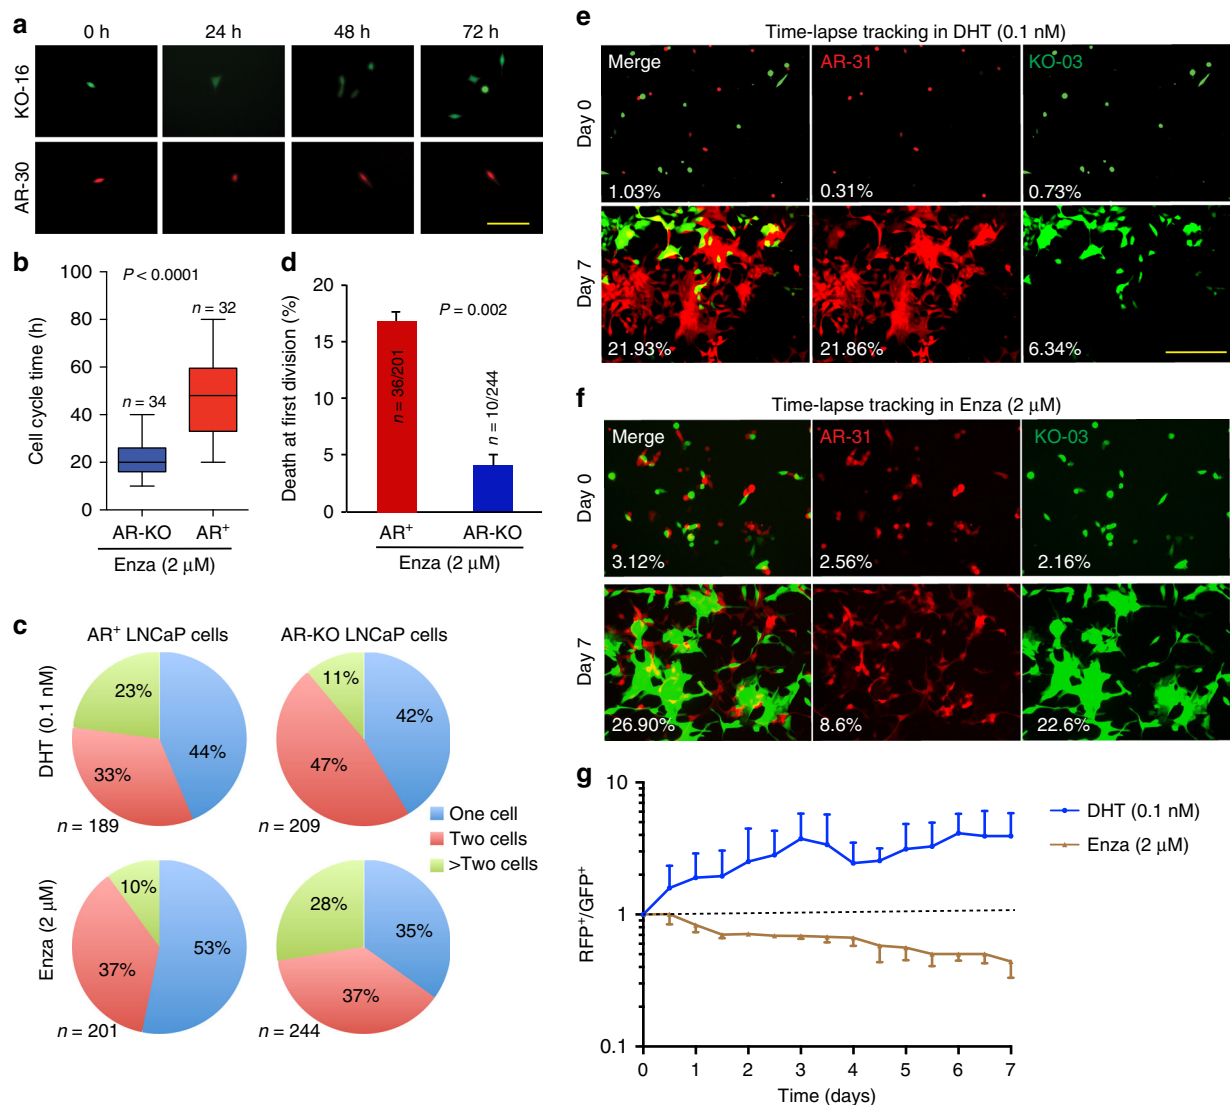 a
0 h 24 h 48 h 72 h
KO-16
AR-30
b
Cell cycle time (h)
100
80
60
40
20
0
P < 0.0001
n = 34
n = 32
AR-KO AR⁺
Enza (2 µM)
d
Death at first division (%)
20
15
10
5
0
P = 0.002
n = 36/201
n = 10/244
AR⁺ AR-KO
Enza (2 µM)
c
AR⁺ LNCaP cells AR-KO LNCaP cells
DHT (0.1 nM)
23%
44%
33%
n = 189
11%
42%
47%
n = 209
One cell
Two cells
>Two cells
Enza (2 µM)
10%
53%
37%
n = 201
28%
35%
37%
n = 244
e
Time-lapse tracking in DHT (0.1 nM)
Merge AR-31 KO-03
Day 0
1.03% 0.31% 0.73%
Day 7
21.93% 21.86% 6.34%
f
Time-lapse tracking in Enza (2 µM)
Merge AR-31 KO-03
Day 0
3.12% 2.56% 2.16%
Day 7
26.90% 8.6% 22.6%
g
RFP⁺/GFP⁺
10
1
0.1
DHT (0.1 nM)
Enza (2 µM)
0 1 2 3 4 5 6 7
Time (days)